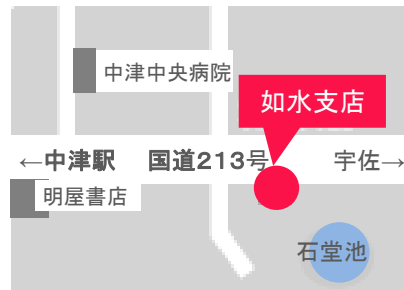 中津中央病院
如水支店
←中津駅 国道213号 宇佐→
明屋書店
石堂池